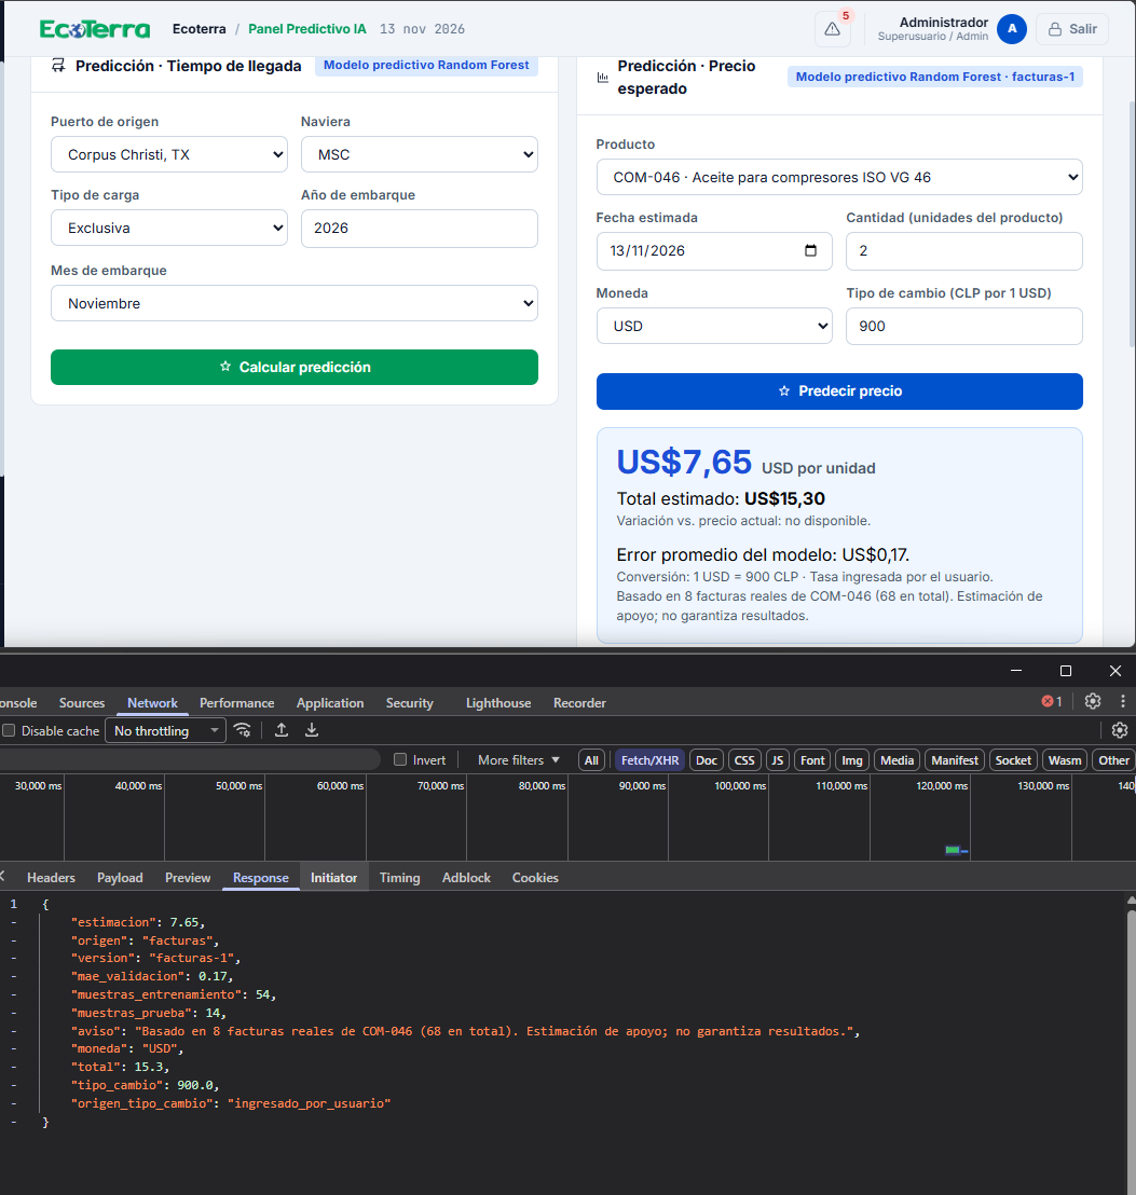 EcoTerra Ecoterra / Panel Predictivo IA 13 nov 2026 5 Administrador Superusuario / Admin A Salir
Predicción · Tiempo de llegada Modelo predictivo Random Forest
Puerto de origen Naviera
Corpus Christi, TX MSC
Tipo de carga Año de embarque
Exclusiva 2026
Mes de embarque
Noviembre
Calcular predicción
Predicción · Precio esperado Modelo predictivo Random Forest · facturas-1
Producto
COM-046 · Aceite para compresores ISO VG 46
Fecha estimada Cantidad (unidades del producto)
13/11/2026 2
Moneda Tipo de cambio (CLP por 1 USD)
USD 900
Predecir precio
US$7,65 USD por unidad
Total estimado: US$15,30
Variación vs. precio actual: no disponible.
Error promedio del modelo: US$0,17.
Conversión: 1 USD = 900 CLP · Tasa ingresada por el usuario.
Basado en 8 facturas reales de COM-046 (68 en total). Estimación de
apoyo; no garantiza resultados.
onsole Sources Network Performance Application Security Lighthouse Recorder 1
Disable cache No throttling
Invert More filters All Fetch/XHR Doc CSS JS Font Img Media Manifest Socket Wasm Other
30,000 ms 40,000 ms 50,000 ms 60,000 ms 70,000 ms 80,000 ms 90,000 ms 100,000 ms 110,000 ms 120,000 ms 130,000 ms 140
Headers Payload Preview Response Initiator Timing Adblock Cookies
1 {
- "estimacion": 7.65,
- "origen": "facturas",
- "version": "facturas-1",
- "mae_validacion": 0.17,
- "muestras_entrenamiento": 54,
- "muestras_prueba": 14,
- "aviso": "Basado en 8 facturas reales de COM-046 (68 en total). Estimación de apoyo; no garantiza resultados.",
- "moneda": "USD",
- "total": 15.3,
- "tipo_cambio": 900.0,
- "origen_tipo_cambio": "ingresado_por_usuario"
- }